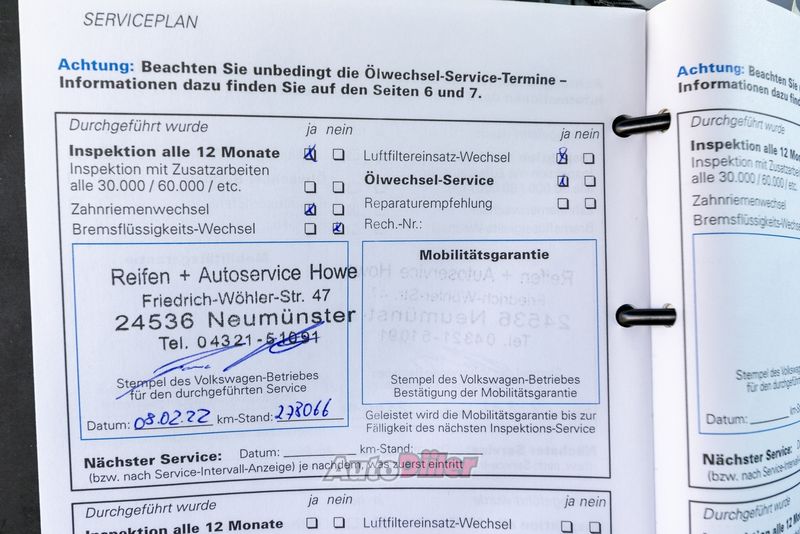 SERVICEPLAN
Achtung: Beachten Sie unbedingt die Ölwechsel-Service-Termine –
Informationen dazu finden Sie auf den Seiten 6 und 7.
Durchgeführt wurde ja nein ja nein
Inspektion alle 12 Monate
Inspektion mit Zusatzarbeiten
alle 30.000 / 60.000 / etc.
Zahnriemenwechsel
Bremsflüssigkeits-Wechsel
Luftfiltereinsatz-Wechsel
Ölwechsel-Service
Reparaturempfehlung
Rech.-Nr.:
Reifen + Autoservice Howe
Friedrich-Wöhler-Str. 47
24536 Neumünster
Tel. 04321-51091
Stempel des Volkswagen-Betriebes
für den durchgeführten Service
Datum: 08.02.22 km-Stand: 278066
Mobilitätsgarantie
Stempel des Volkswagen-Betriebes
Bestätigung der Mobilitätsgarantie
Geleistet wird die Mobilitätsgarantie bis zur
Fälligkeit des nächsten Inspektions-Service
Nächster Service: Datum: km-Stand:
(bzw. nach Service-Intervall-Anzeige) je nachdem, was zuerst eintritt
AutoDiler
Durchgeführt wurde ja nein ja nein
Inspektion alle 12 Monate
Luftfiltereinsatz-Wechsel
Achtung: Beachten Sie
Informationen dazu
Durchgeführt wurde
Inspektion alle 12
Inspektion mit Zusatz
alle 30.000 / 60.000 /
Zahnriemenwechsel
Bremsflüssigkeits-
Stempel des
für den durch
Datum:
Nächster Service:
(bzw. nach Service-Interva
Durchgeführt wurde
Inspektion alle